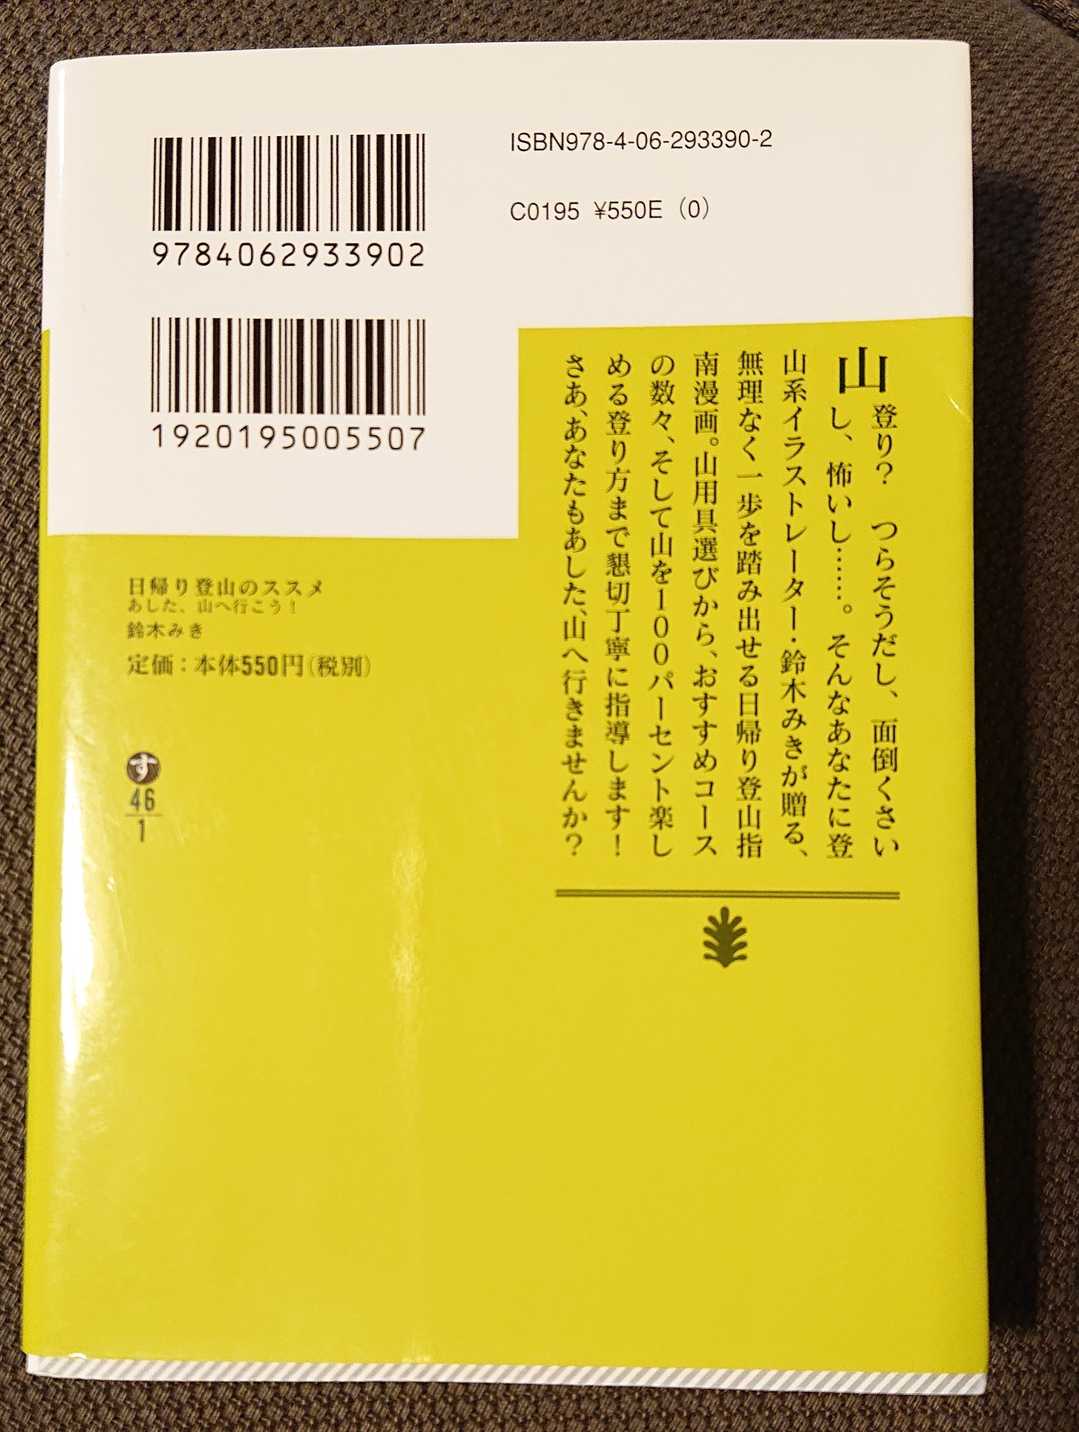 9784062933902
ISBN978-4-06-293390-2
C0195 ¥550E (0)
1920195005507
山登り？　つらそうだし、面倒くさい
し、怖いし……。そんなあなたに登
山系イラストレーター・鈴木みきが贈る、
無理なく一歩を踏み出せる日帰り登山指
南漫画。山用具選びから、おすすめコース
の数々、そして山を100パーセント楽し
める登り方まで懇切丁寧に指導します！
さあ、あなたもあした、山へ行きませんか？
日帰り登山のススメ
あした、山へ行こう！
鈴木みき
定価：本体550円（税別）
す
46
1